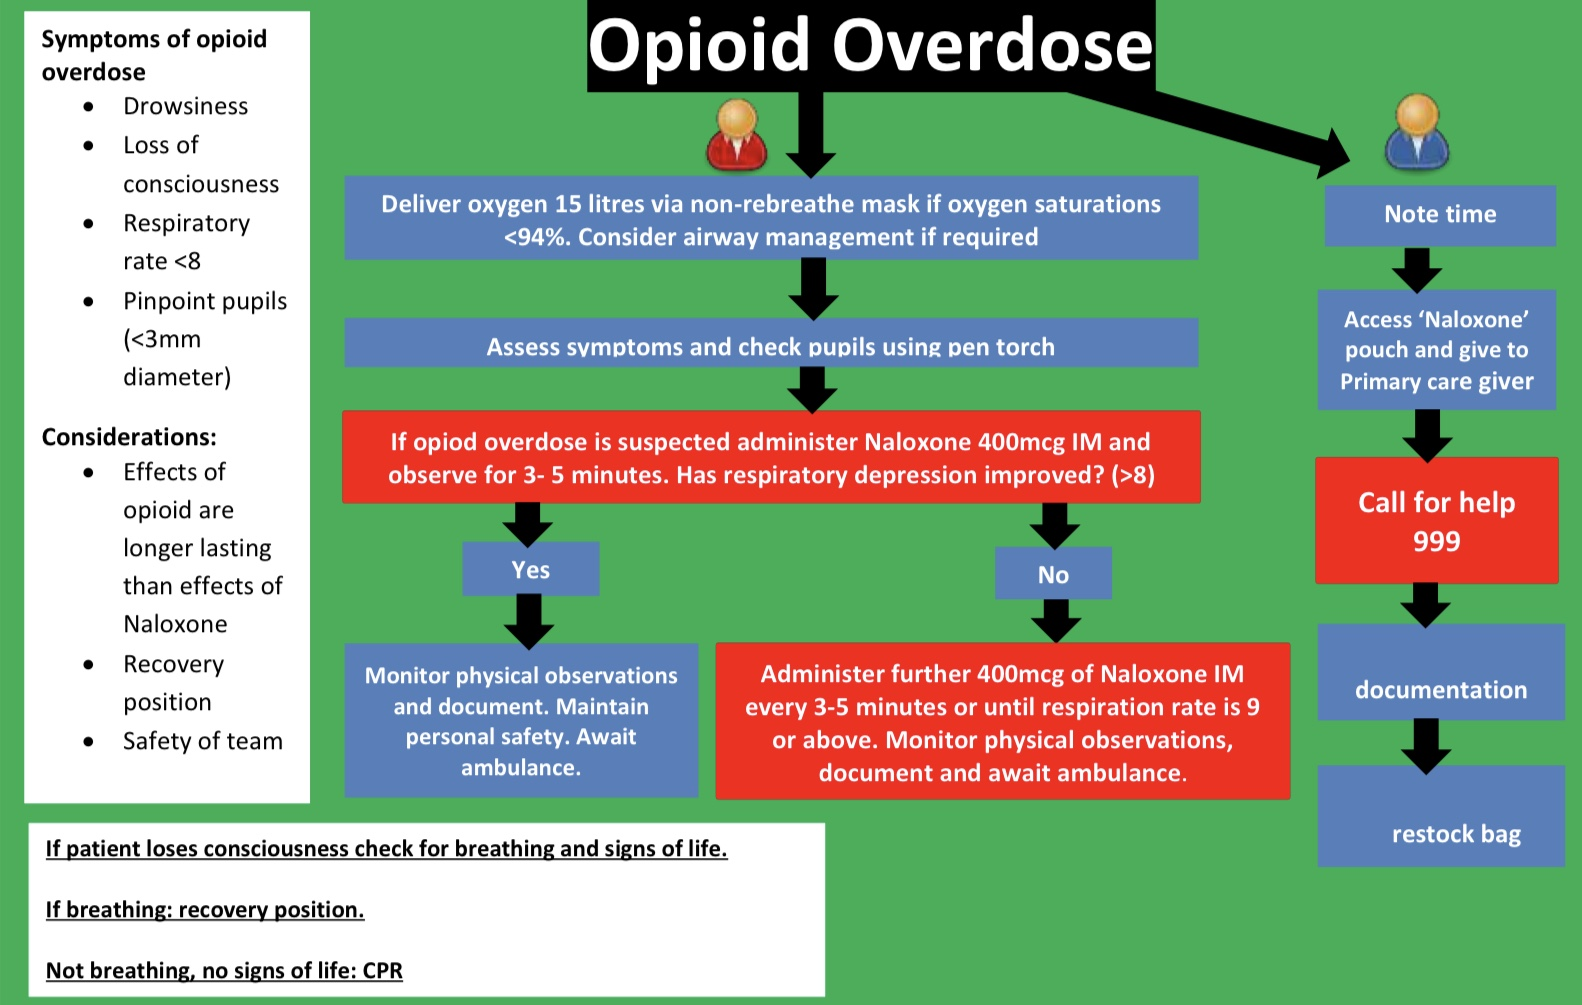 Opioid Overdose
Symptoms of opioid
overdose
• Drowsiness
• Loss of
consciousness
• Respiratory
rate <8
• Pinpoint pupils
(<3mm
diameter)
Considerations:
• Effects of
opioid are
longer lasting
than effects of
Naloxone
• Recovery
position
• Safety of team
Deliver oxygen 15 litres via non-rebreathe mask if oxygen saturations
<94%. Consider airway management if required
Assess symptoms and check pupils using pen torch
If opiod overdose is suspected administer Naloxone 400mcg IM and
observe for 3- 5 minutes. Has respiratory depression improved? (>8)
Yes
No
Monitor physical observations
and document. Maintain
personal safety. Await
ambulance.
Administer further 400mcg of Naloxone IM
every 3-5 minutes or until respiration rate is 9
or above. Monitor physical observations,
document and await ambulance.
Note time
Access ‘Naloxone’
pouch and give to
Primary care giver
Call for help
999
documentation
restock bag
If patient loses consciousness check for breathing and signs of life.
If breathing: recovery position.
Not breathing, no signs of life: CPR